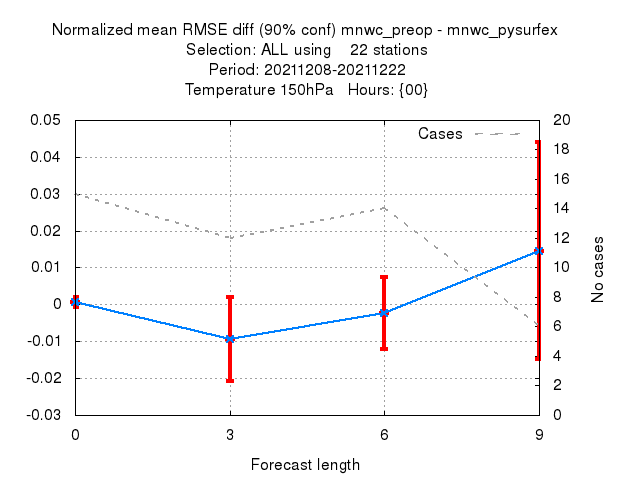 Normalized mean RMSE diff (90% conf) mnwc_preop - mnwc_pysurfex
Selection: ALL using    22 stations
Period: 20211208-20211222
Temperature 150hPa   Hours: {00}
0.05
0.04
0.03
0.02
0.01
0
-0.01
-0.02
-0.03
Cases
20
18
16
14
12
10
8
6
4
2
0
No cases
0 3 6 9
Forecast length